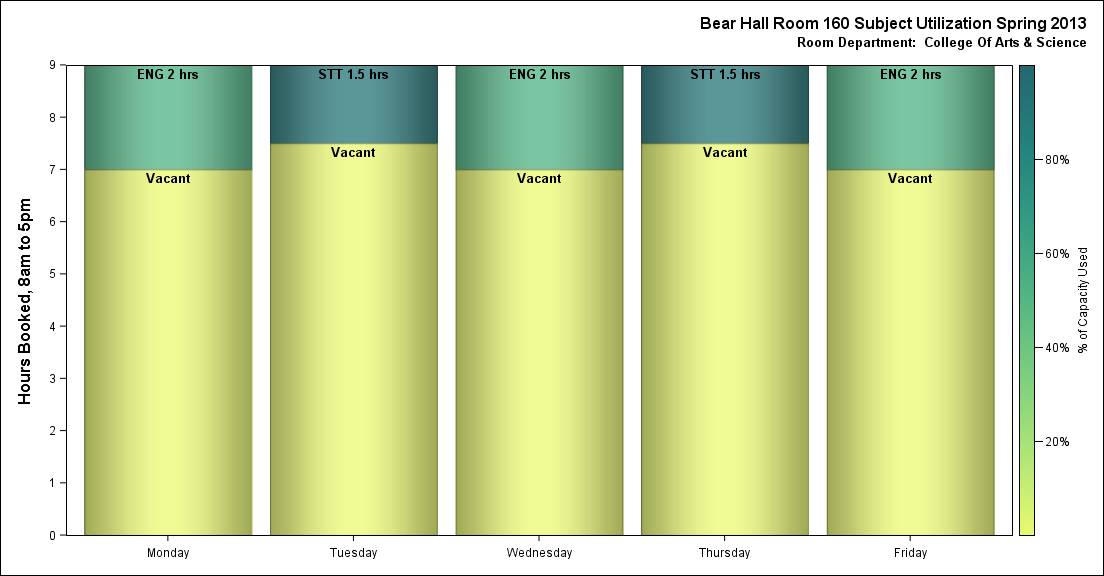 Bear Hall Room 160 Subject Utilization Spring 2013
Room Department:  College Of Arts & Science
Hours Booked, 8am to 5pm
9
8
7
6
5
4
3
2
1
0
ENG 2 hrs
Vacant
STT 1.5 hrs
Vacant
ENG 2 hrs
Vacant
STT 1.5 hrs
Vacant
ENG 2 hrs
Vacant
Monday
Tuesday
Wednesday
Thursday
Friday
80%
60%
40%
20%
% of Capacity Used